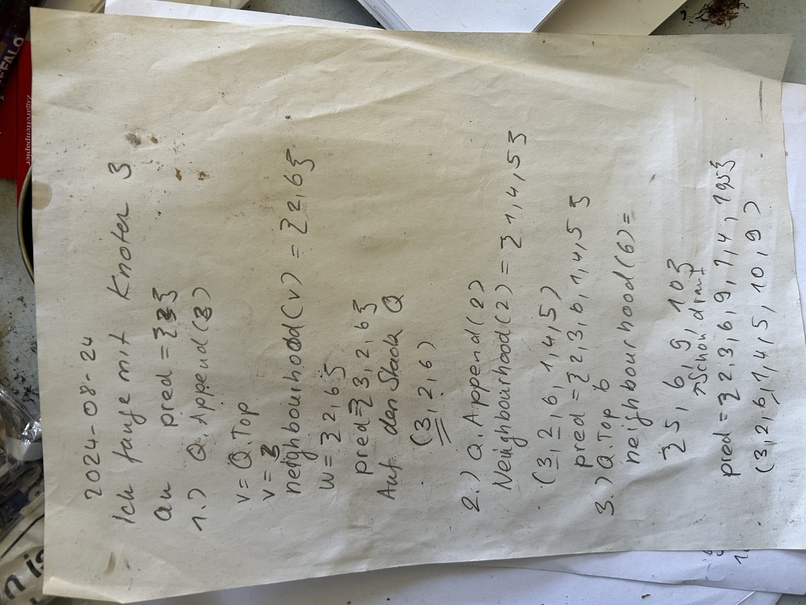 2024-08-24
Ich fange mit Knoten 3
an pred = {3}
1.) Q.Append(3)
v = Q Top
v = 3
neighbourhood(v) = {2,6}
w = {2,6}
pred = {3,2,6}
Auf den Stack Q
(3,2,6)
2.) Q.Append(2)
Neighbourhood(2) = {1,4,5}
(3,2,6,1,4,5)
pred = {2,3,6,1,4,5}
3.) Q.Top 6
neighbourhood(6) =
{5, 6, 9, 10}
↑Schon drauf
pred = {2,3,6,9,1,4,
(3,2,6,1,4,5,10,9)
BUFFALO
Zigarettenpapier
n is